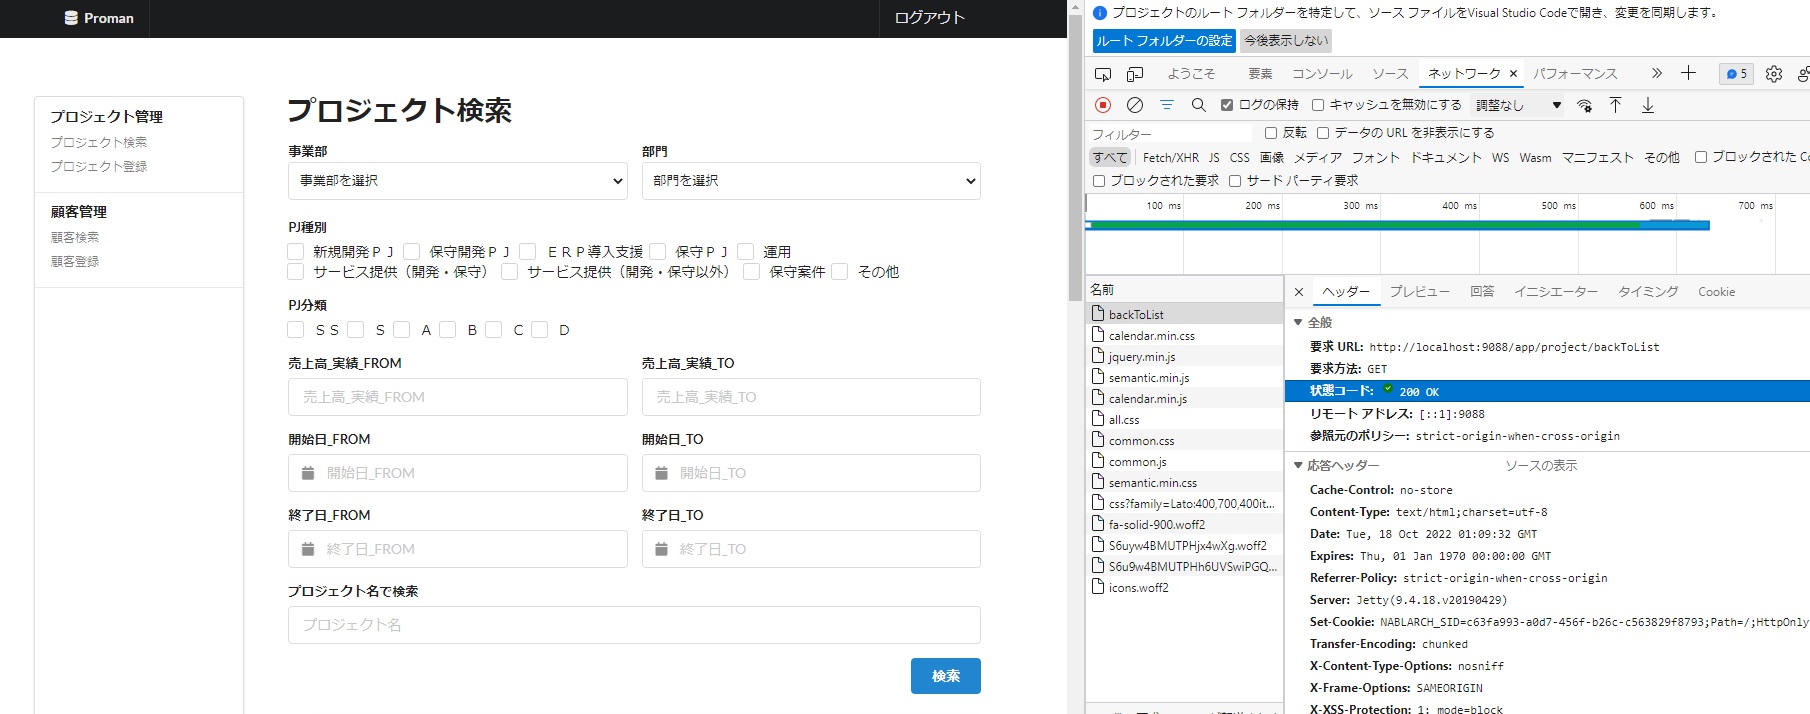 Proman
ログアウト
プロジェクト管理
プロジェクト検索
プロジェクト登録
顧客管理
顧客検索
顧客登録
プロジェクト検索
事業部 部門
事業部を選択 部門を選択
PJ種別
新規開発ＰＪ 保守開発ＰＪ ＥＲＰ導入支援 保守ＰＪ 運用
サービス提供（開発・保守） サービス提供（開発・保守以外） 保守案件 その他
PJ分類
ＳＳ Ｓ Ａ Ｂ Ｃ Ｄ
売上高_実績_FROM 売上高_実績_TO
売上高_実績_FROM 売上高_実績_TO
開始日_FROM 開始日_TO
開始日_FROM 開始日_TO
終了日_FROM 終了日_TO
終了日_FROM 終了日_TO
プロジェクト名で検索
プロジェクト名
検索
プロジェクトのルート フォルダーを特定して、ソース ファイルをVisual Studio Codeで開き、変更を同期します。
ルート フォルダーの設定 今後表示しない
ようこそ 要素 コンソール ソース ネットワーク × パフォーマンス » + 5
ログの保持 キャッシュを無効にする 調整なし
フィルター 反転 データの URL を非表示にする
すべて Fetch/XHR JS CSS 画像 メディア フォント ドキュメント WS Wasm マニフェスト その他 ブロックされた Co
ブロックされた要求 サード パーティ要求
100 ms 200 ms 300 ms 400 ms 500 ms 600 ms 700 ms
名前
backToList
calendar.min.css
jquery.min.js
semantic.min.js
calendar.min.js
all.css
common.css
common.js
semantic.min.css
css?family=Lato:400,700,400it...
fa-solid-900.woff2
S6uyw4BMUTPHjx4wXg.woff2
S6u9w4BMUTPHh6UVSwiPGQ...
icons.woff2
× ヘッダー プレビュー 回答 イニシエーター タイミング Cookie
全般
要求 URL: http://localhost:9088/app/project/backToList
要求方法: GET
状態コード: 200 OK
リモート アドレス: [::1]:9088
参照元のポリシー: strict-origin-when-cross-origin
応答ヘッダー ソースの表示
Cache-Control: no-store
Content-Type: text/html;charset=utf-8
Date: Tue, 18 Oct 2022 01:09:32 GMT
Expires: Thu, 01 Jan 1970 00:00:00 GMT
Referrer-Policy: strict-origin-when-cross-origin
Server: Jetty(9.4.18.v20190429)
Set-Cookie: NABLARCH_SID=c63fa993-a0d7-456f-b26c-c563829f8793;Path=/;HttpOnly
Transfer-Encoding: chunked
X-Content-Type-Options: nosniff
X-Frame-Options: SAMEORIGIN
X-XSS-Protection: 1; mode=block